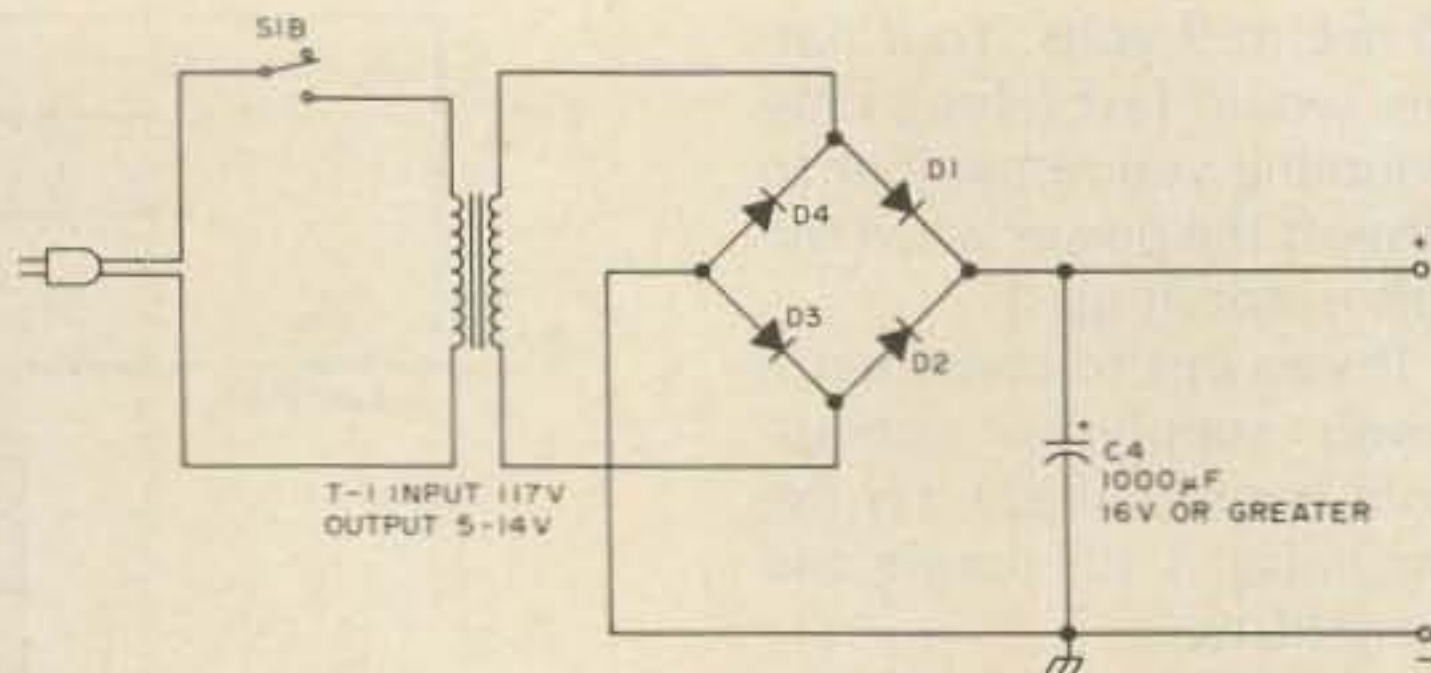 S1B
D1
D4
D3
D2
+
+
C4
1000μF
16V OR GREATER
T-1 INPUT 117V
OUTPUT 5-14V
-